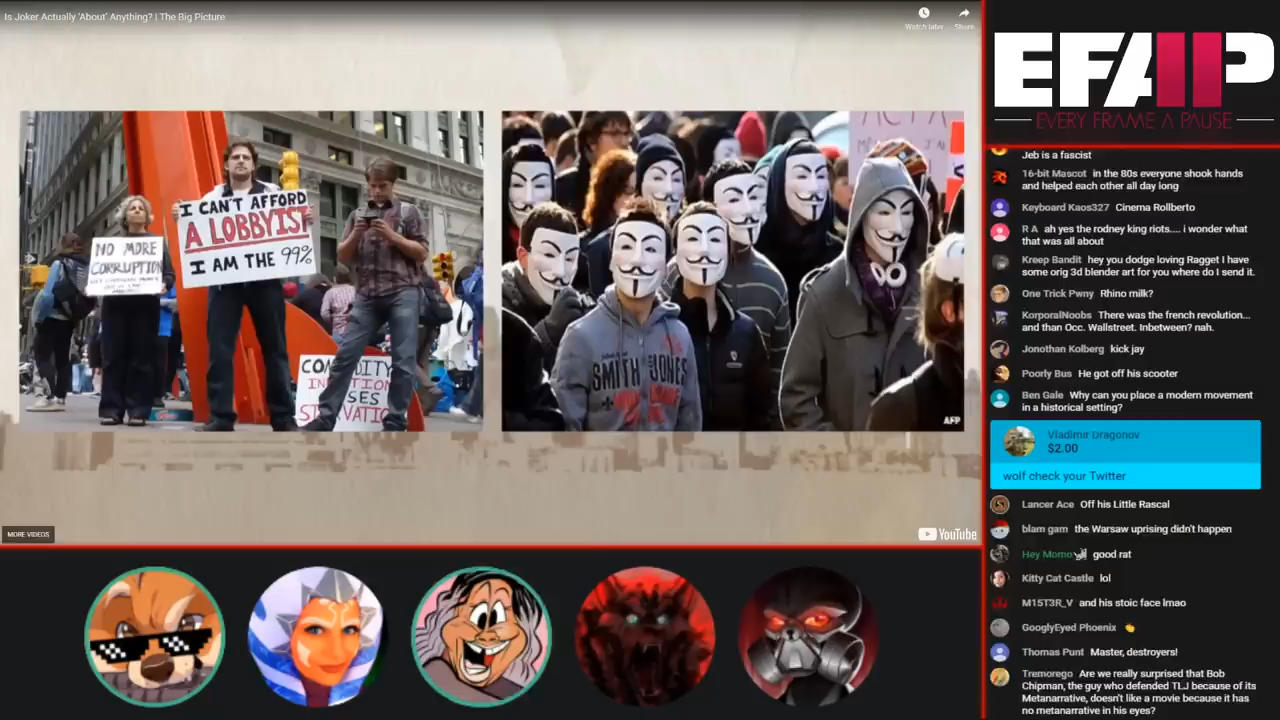 Is Joker Actually 'About' Anything? | The Big Picture
Watch later
Share
NO MORE
CORRUPTION
I CAN'T AFFORD
A LOBBYIST
I AM THE 99%
SMITH JONES
AFP
MORE VIDEOS
YouTube
EFAP
EVERY FRAME A PAUSE
Jeb is a fascist
16-bit Mascot in the 80s everyone shook hands
and helped each other all day long
Keyboard Kaos327 Cinema Rollberto
R A ah yes the rodney king riots.... i wonder what
that was all about
Kreep Bandit hey you dodge loving Ragget I have
some orig 3d blender art for you where do I send it.
One Trick Pwny Rhino milk?
KorporalNoobs There was the french revolution...
and than Occ. Wallstreet. Inbetween? nah.
Jonothan Kolberg kick jay
Poorly Bus He got off his scooter
Ben Gale Why can you place a modern movement
in a historical setting?
Vladimir Dragonov
$2.00
wolf check your Twitter
Lancer Ace Off his Little Rascal
blam gam the Warsaw uprising didn't happen
Hey Momo good rat
Kitty Cat Castle lol
M15T3R_V and his stoic face lmao
GooglyEyed Phoenix 👏
Thomas Punt Master, destroyers!
Tremorego Are we really surprised that Bob
Chipman, the guy who defended TLJ because of its
Metanarrative, doesn't like a movie because it has
no metanarrative in his eyes?